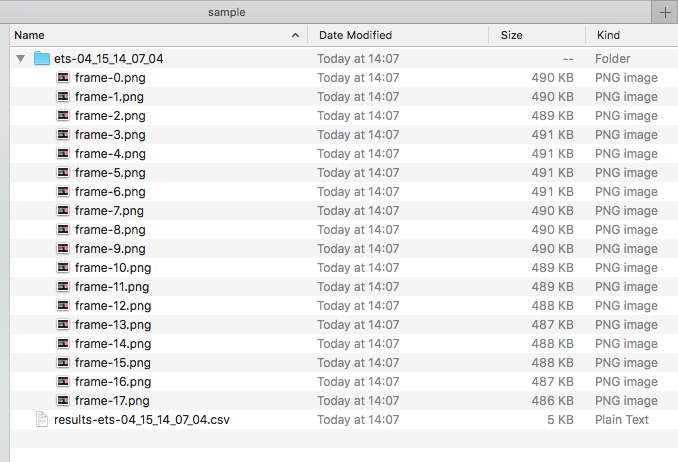 sample
Name Date Modified Size Kind
ets-04_15_14_07_04 Today at 14:07 -- Folder
frame-0.png Today at 14:07 490 KB PNG image
frame-1.png Today at 14:07 490 KB PNG image
frame-2.png Today at 14:07 489 KB PNG image
frame-3.png Today at 14:07 491 KB PNG image
frame-4.png Today at 14:07 491 KB PNG image
frame-5.png Today at 14:07 491 KB PNG image
frame-6.png Today at 14:07 491 KB PNG image
frame-7.png Today at 14:07 490 KB PNG image
frame-8.png Today at 14:07 490 KB PNG image
frame-9.png Today at 14:07 490 KB PNG image
frame-10.png Today at 14:07 489 KB PNG image
frame-11.png Today at 14:07 489 KB PNG image
frame-12.png Today at 14:07 488 KB PNG image
frame-13.png Today at 14:07 487 KB PNG image
frame-14.png Today at 14:07 488 KB PNG image
frame-15.png Today at 14:07 488 KB PNG image
frame-16.png Today at 14:07 487 KB PNG image
frame-17.png Today at 14:07 486 KB PNG image
results-ets-04_15_14_07_04.csv Today at 14:07 5 KB Plain Text